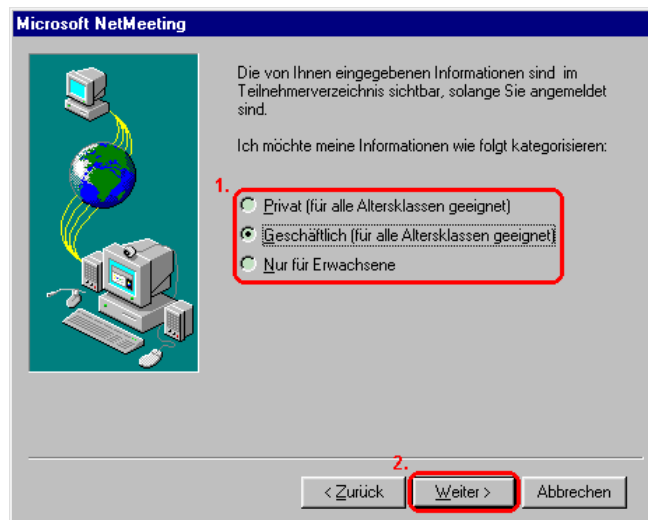 Microsoft NetMeeting
Die von Ihnen eingegebenen Informationen sind im
Teilnehmerverzeichnis sichtbar, solange Sie angemeldet
sind.
Ich möchte meine Informationen wie folgt kategorisieren:
1.
Privat (für alle Altersklassen geeignet)
Geschäftlich (für alle Altersklassen geeignet)
Nur für Erwachsene
2.
< Zurück
Weiter >
Abbrechen